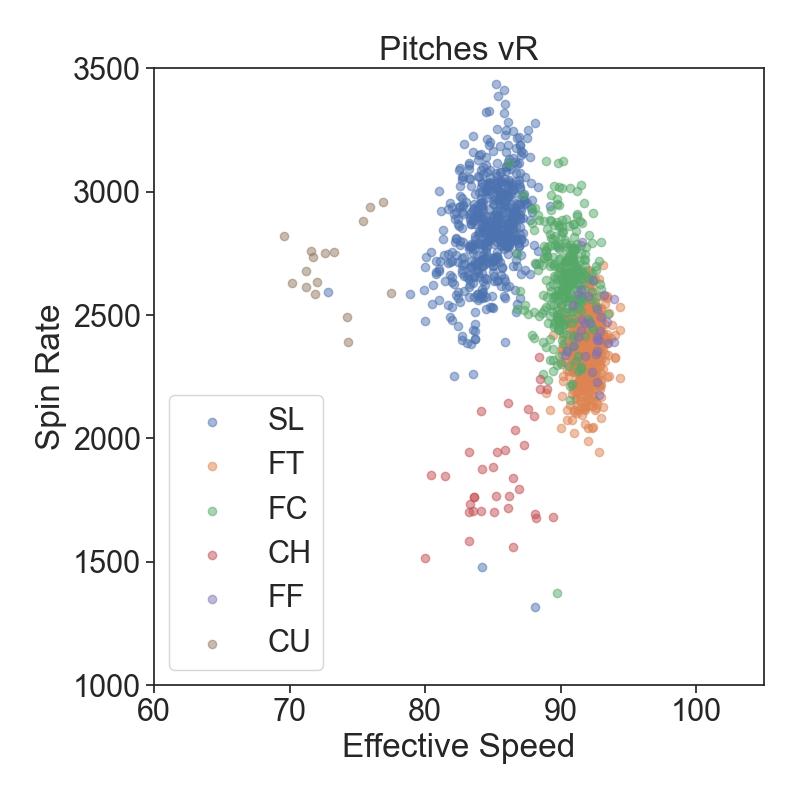 Pitches vR
3500
3000
2500
2000
1500
1000
Spin Rate
SL
FT
FC
CH
FF
CU
60 70 80 90 100
Effective Speed